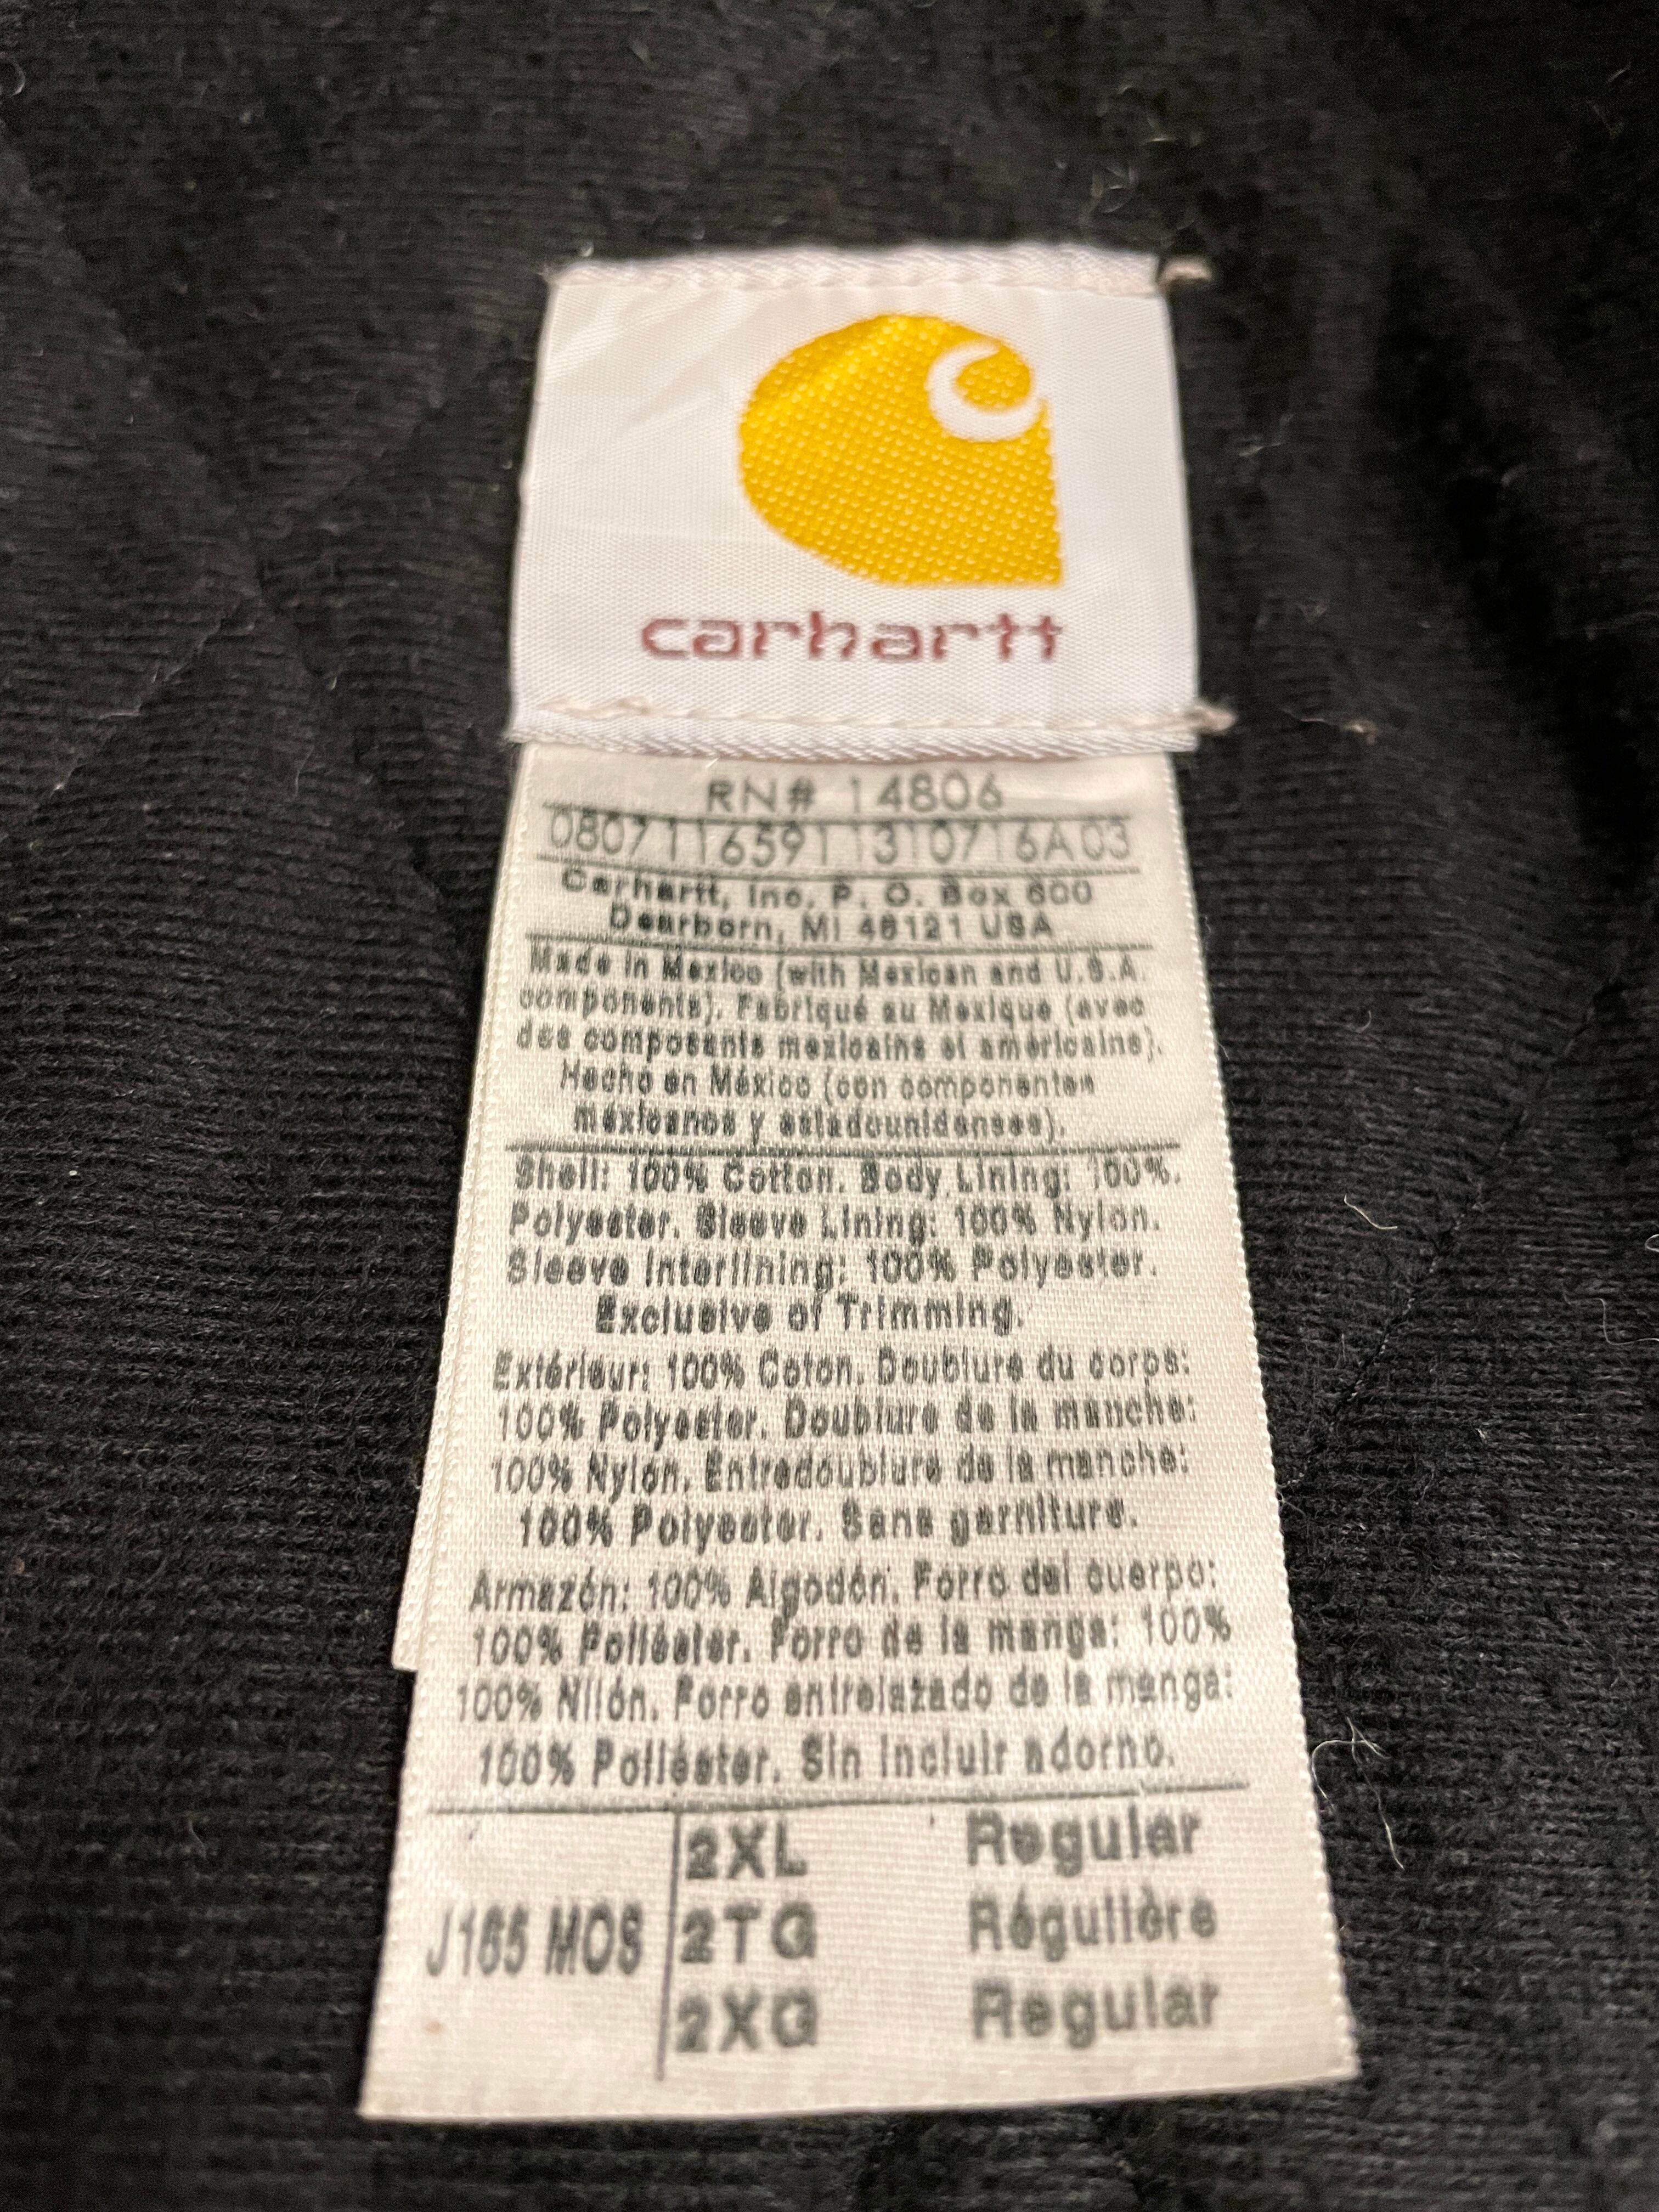 carhartt
RN# 14806
0807116591131071 6A03
Carhartt, Inc. P. O. Box 600
Dearborn, MI 48121 USA
Made in Mexico (with Mexican and U.S.A.
components). Fabriqué au Mexique (avec
des composants mexicains et américains).
Hecho en México (con componentes
mexicanos y estadounidenses).
Shell: 100% Cotton. Body Lining: 100%.
Polyester. Sleeve Lining: 100% Nylon.
Sleeve Interlining: 100% Polyester.
Exclusive of Trimming.
Extérieur: 100% Coton. Doublure du corps:
100% Polyester. Doublure de la manche:
100% Nylon. Entredoublure de la manche:
100% Polyester. Sans garniture.
Armazón: 100% Algodón. Forro del cuerpo:
100% Poliéster. Forro de la manga: 100%
100% Nilón. Forro entrelazado de la manga:
100% Poliéster. Sin incluir adorno.
J165 MOS
2XL Regular
2TG Régulière
2XG Regular